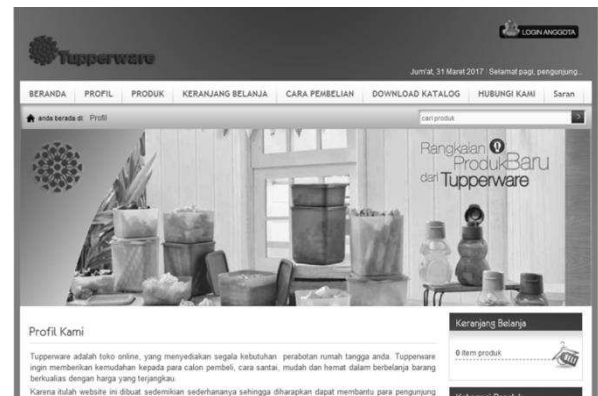 LOGIN ANGGOTA
Tupperware
Jum'at, 31 Maret 2017 | Selamat pagi, pengunjung...
BERANDA PROFIL PRODUK KERANJANG BELANJA CARA PEMBELIAN DOWNLOAD KATALOG HUBUNGI KAMI Saran
anda berada di: Profil
cari produk
Rangkaian
Produk Baru
dari Tupperware
Profil Kami
Tupperware adalah toko online, yang menyediakan segala kebutuhan perabotan rumah tangga anda. Tupperware
ingin memberikan kemudahan kepada para calon pembeli, cara santai, mudah dan hemat dalam berbelanja barang
berkualias dengan harga yang terjangkau.
Karena itulah website ini dibuat sedemikian sederhananya sehingga diharapkan dapat membantu para pengunjung
Keranjang Belanja
0 Item produk